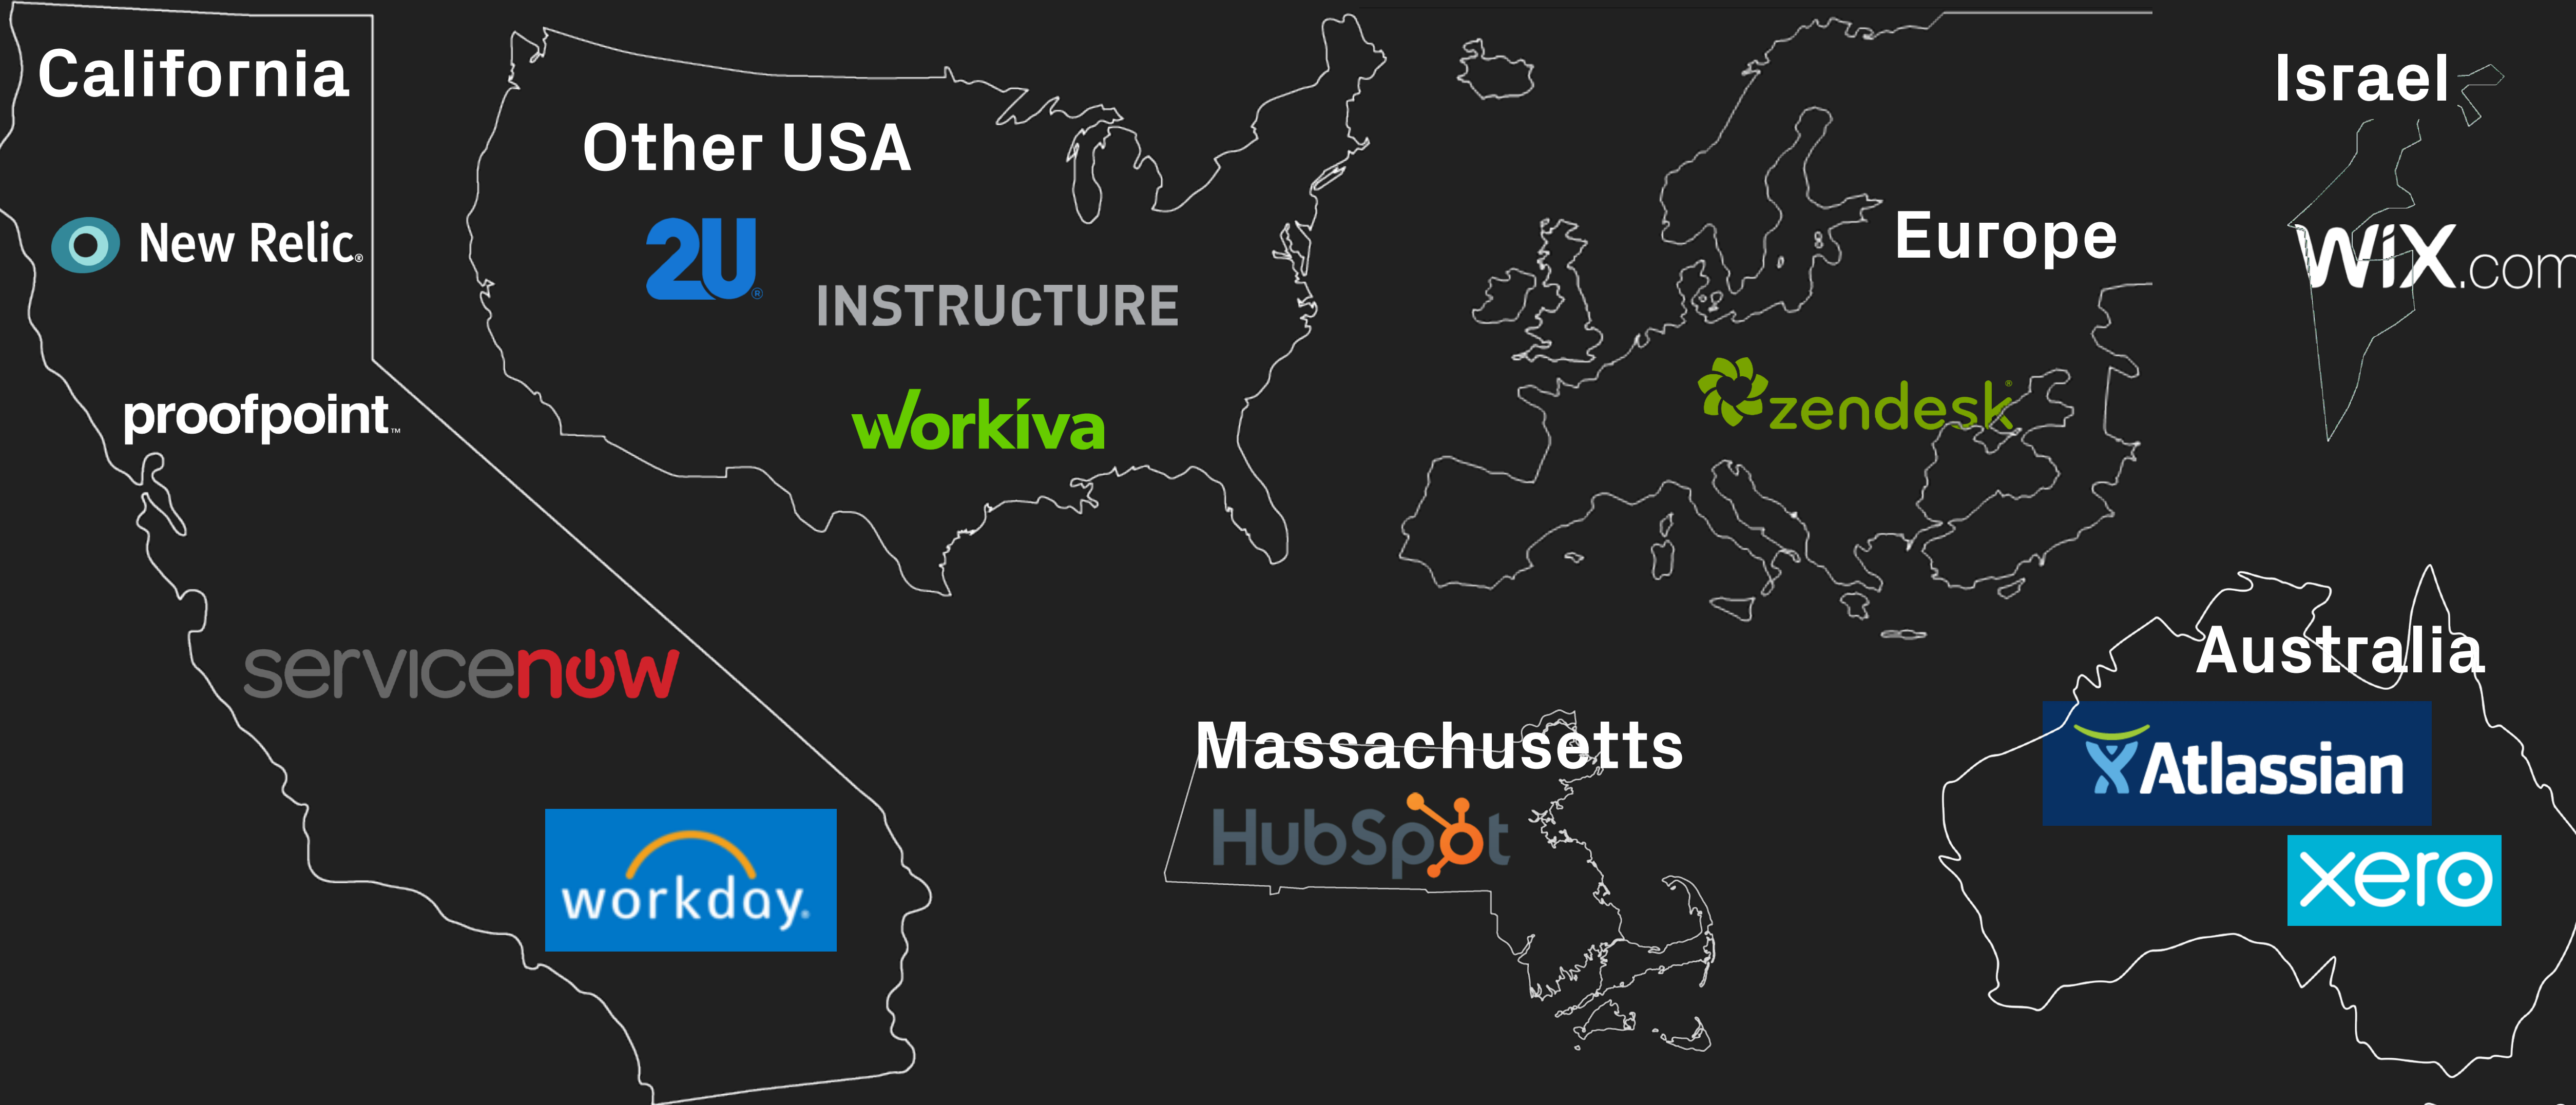 California
New Relic®
proofpoint™
servicenow
workday®
Other USA
2U®
INSTRUCTURE
workiva
Europe
zendesk®
Israel
WiX.com
Massachusetts
HubSpot
Australia
Atlassian
xero